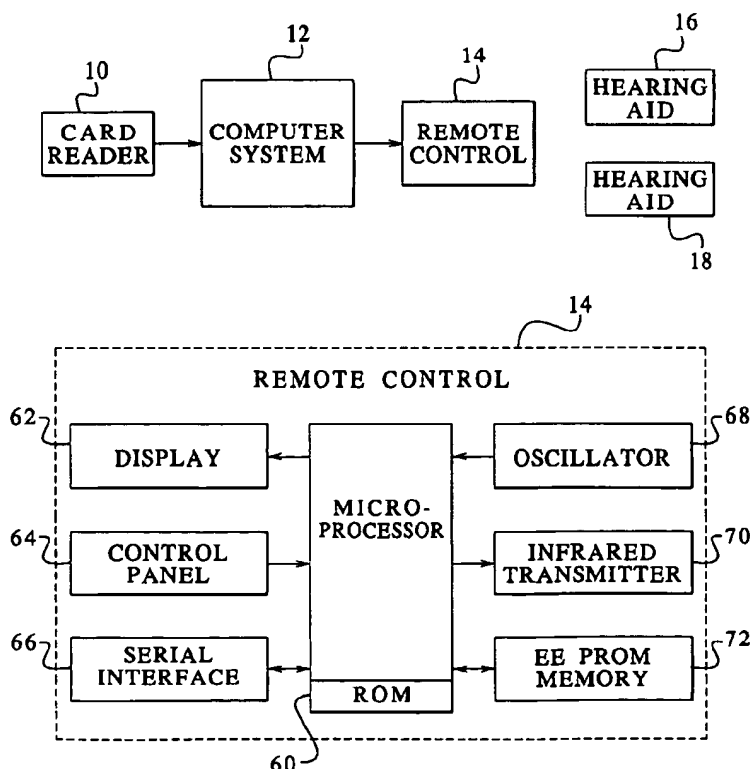 10
CARD
READER
12
COMPUTER
SYSTEM
14
REMOTE
CONTROL
16
HEARING
AID
HEARING
AID
18
14
REMOTE CONTROL
62
DISPLAY
64
CONTROL
PANEL
66
SERIAL
INTERFACE
MICRO-
PROCESSOR
ROM
60
68
OSCILLATOR
70
INFRARED
TRANSMITTER
72
EE PROM
MEMORY